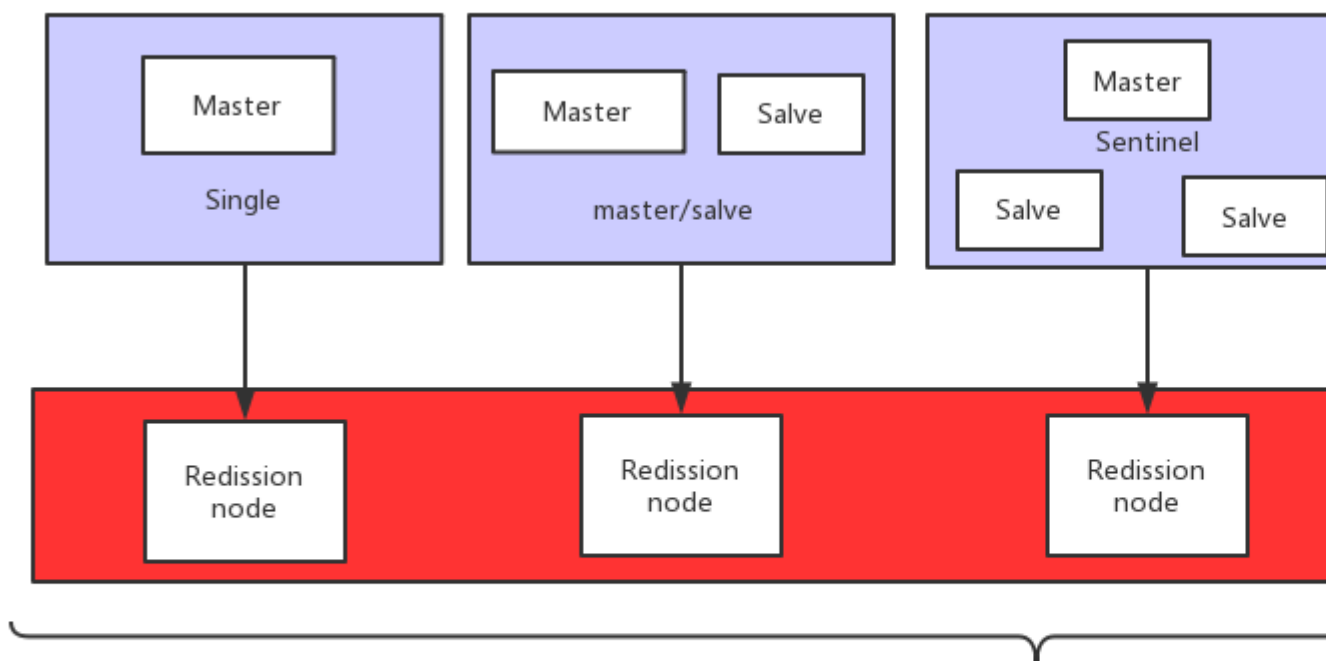 Master
Single
Master
Salve
master/salve
Master
Sentinel
Salve
Salve
Redission
node
Redission
node
Redission
node